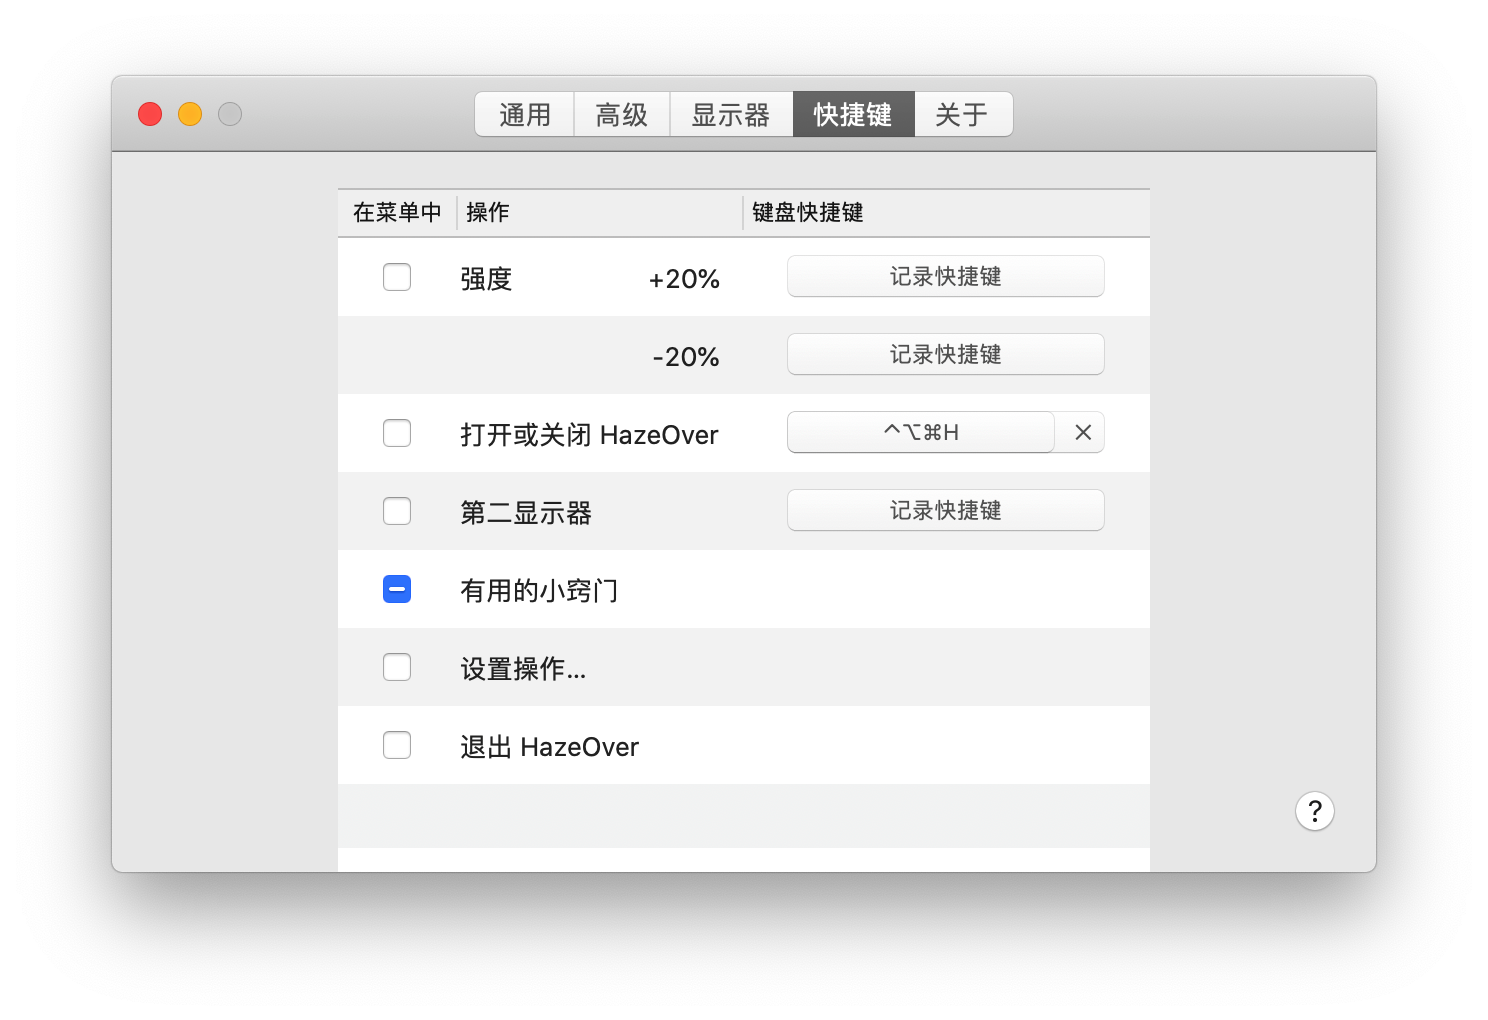 通用 高级 显示器 快捷键 关于
在菜单中 操作 键盘快捷键
强度 +20% 记录快捷键
-20% 记录快捷键
打开或关闭 HazeOver ^⌥⌘H ×
第二显示器 记录快捷键
有用的小窍门
设置操作...
退出 HazeOver
?